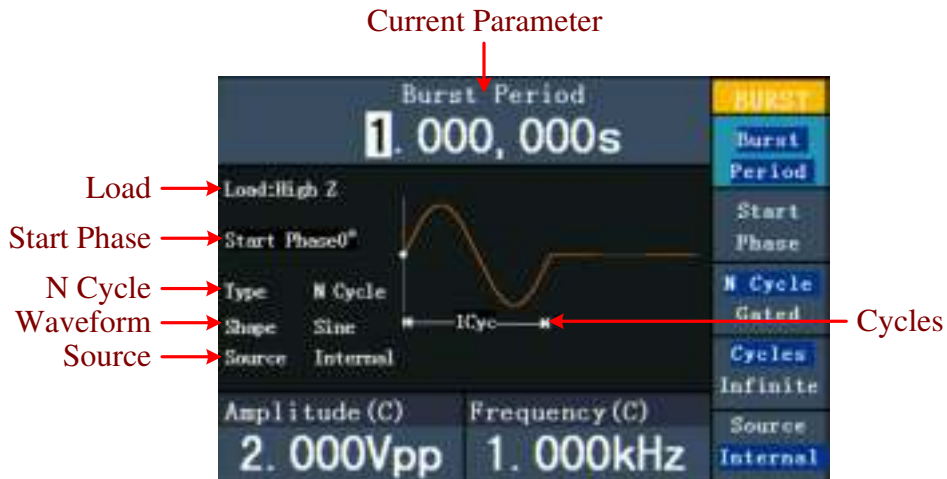 Current Parameter
Burst Period
1.000,000s
BURST
Burst
Period
Load
Load:High Z
Start
Phase
Start Phase
Start Phase0°
N Cycle
Type N Cycle
N Cycle
Gated
Waveform
Shape Sine
1Cyc
Cycles
Source
Source Internal
Cycles
Infinite
Amplitude(C)
2.000Vpp
Frequency(C)
1.000kHz
Source
Internal